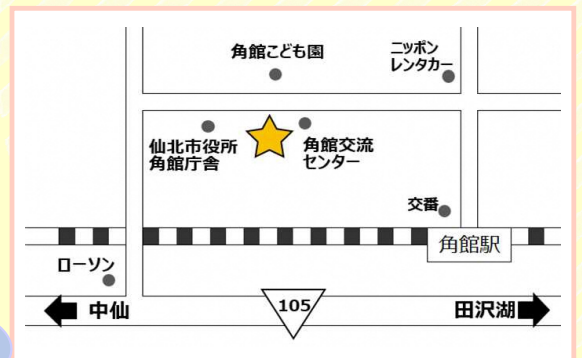 角館こども園
ニッポン
レンタカー
仙北市役所
角館庁舎
角館交流
センター
交番
角館駅
ローソン
中仙
105
田沢湖